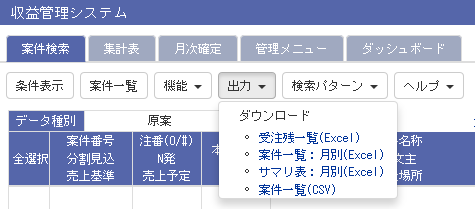 収益管理システム
案件検索 集計表 月次確定 管理メニュー ダッシュボード
条件表示 案件一覧 機能 出力 検索パターン ヘルプ
ダウンロード
受注残一覧(Excel)
案件一覧：月別(Excel)
サマリ表：月別(Excel)
案件一覧(CSV)
データ種別 原案
全選択
案件番号
分割見込
売上基準
注番(O/#)
N発
売上予定
本
名称
文主
場所